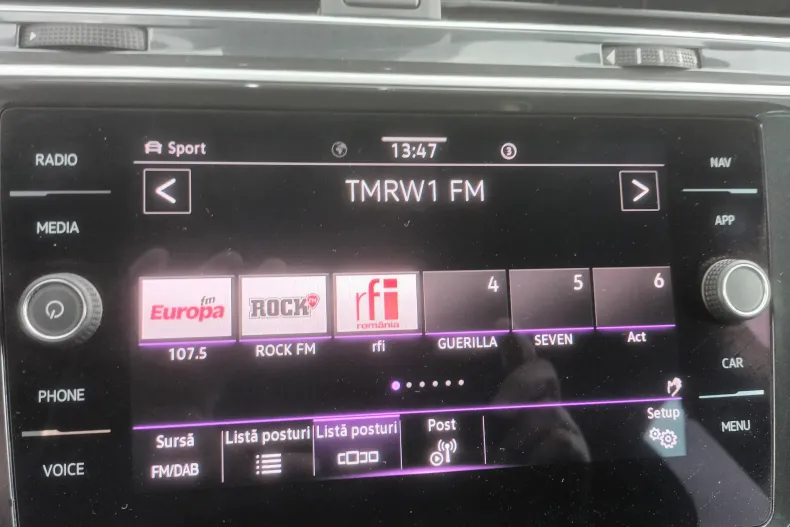 RADIO
MEDIA
PHONE
VOICE
Sport
13:47
3
<
TMRW1 FM
>
Europa fm
ROCK FM
rfi
românia
4
5
6
107.5
ROCK FM
rfi
GUERILLA
SEVEN
Act
Sursă
FM/DAB
Listă posturi
Listă posturi
Post
Setup
NAV
APP
CAR
MENU